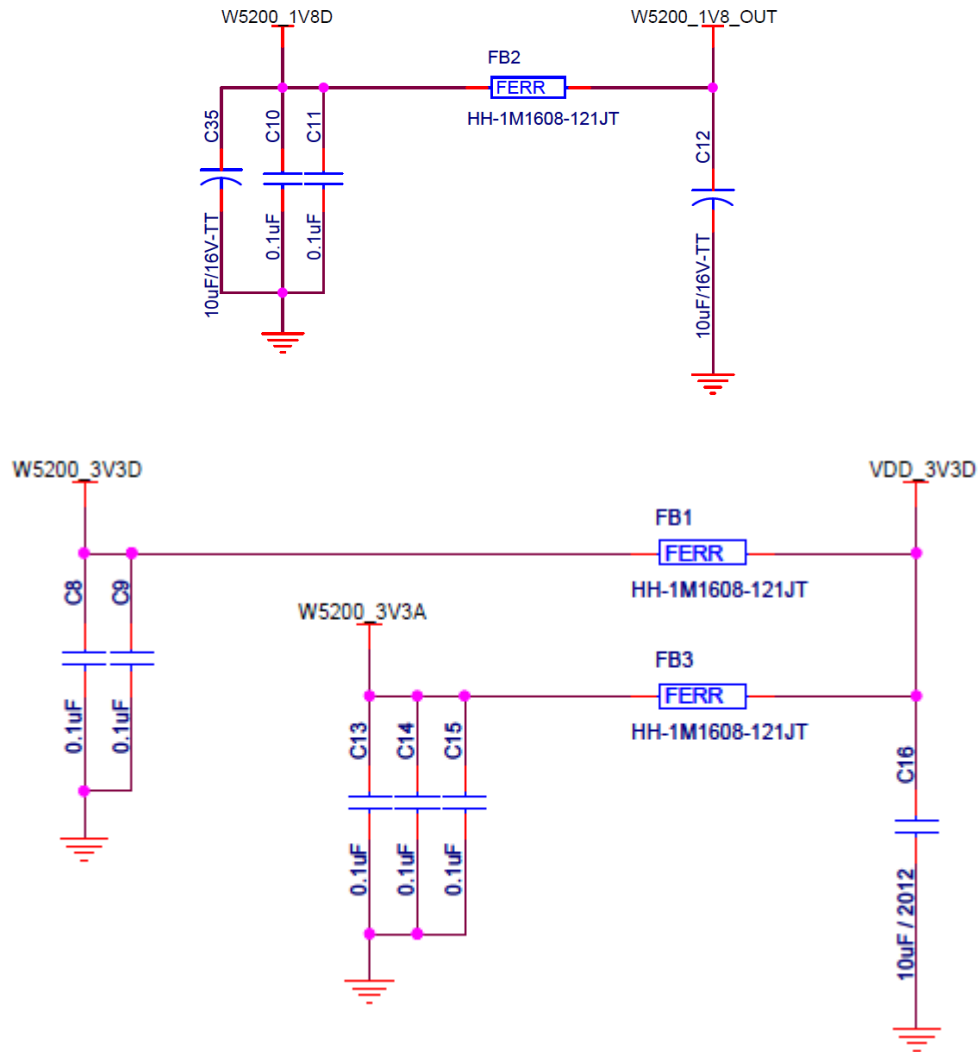 W5200_1V8D
W5200_1V8_OUT
FB2
FERR
HH-1M1608-121JT
C35
C10
C11
C12
10uF/16V-TT
0.1uF
0.1uF
10uF/16V-TT
W5200_3V3D
VDD_3V3D
FB1
FERR
HH-1M1608-121JT
C8
C9
W5200_3V3A
FB3
FERR
HH-1M1608-121JT
0.1uF
0.1uF
C13
C14
C15
C16
0.1uF
0.1uF
0.1uF
10uF / 2012